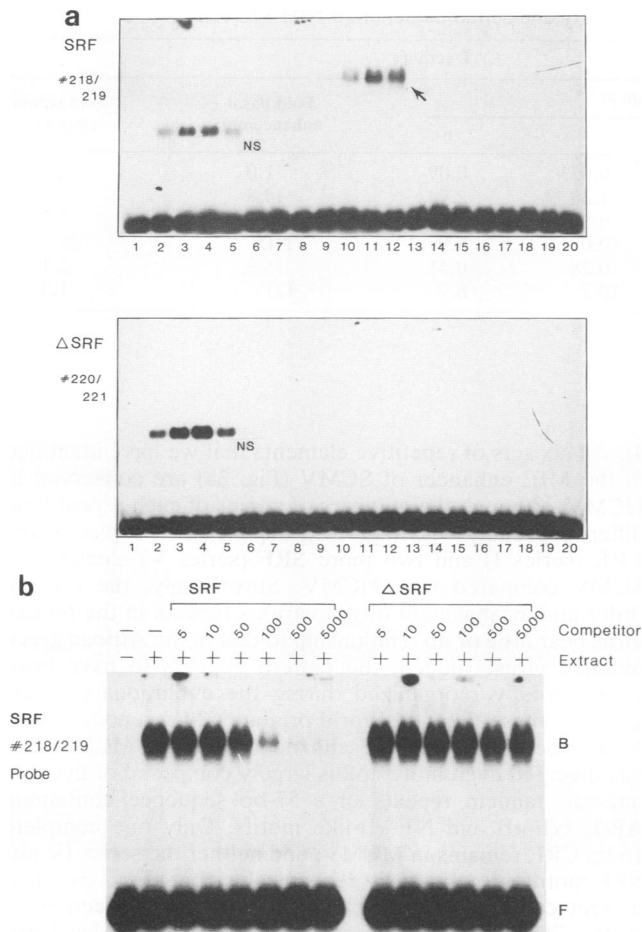 a
SRF
#218/
219
NS
1 2 3 4 5 6 7 8 9 10 11 12 13 14 15 16 17 18 19 20
△ SRF
#220/
221
NS
1 2 3 4 5 6 7 8 9 10 11 12 13 14 15 16 17 18 19 20
b
SRF △ SRF
5 10 50 100 500 5000 5 10 50 100 500 5000 Competitor
+ + + + + + + + + + + + + + Extract
SRF
#218/219
Probe
B
F